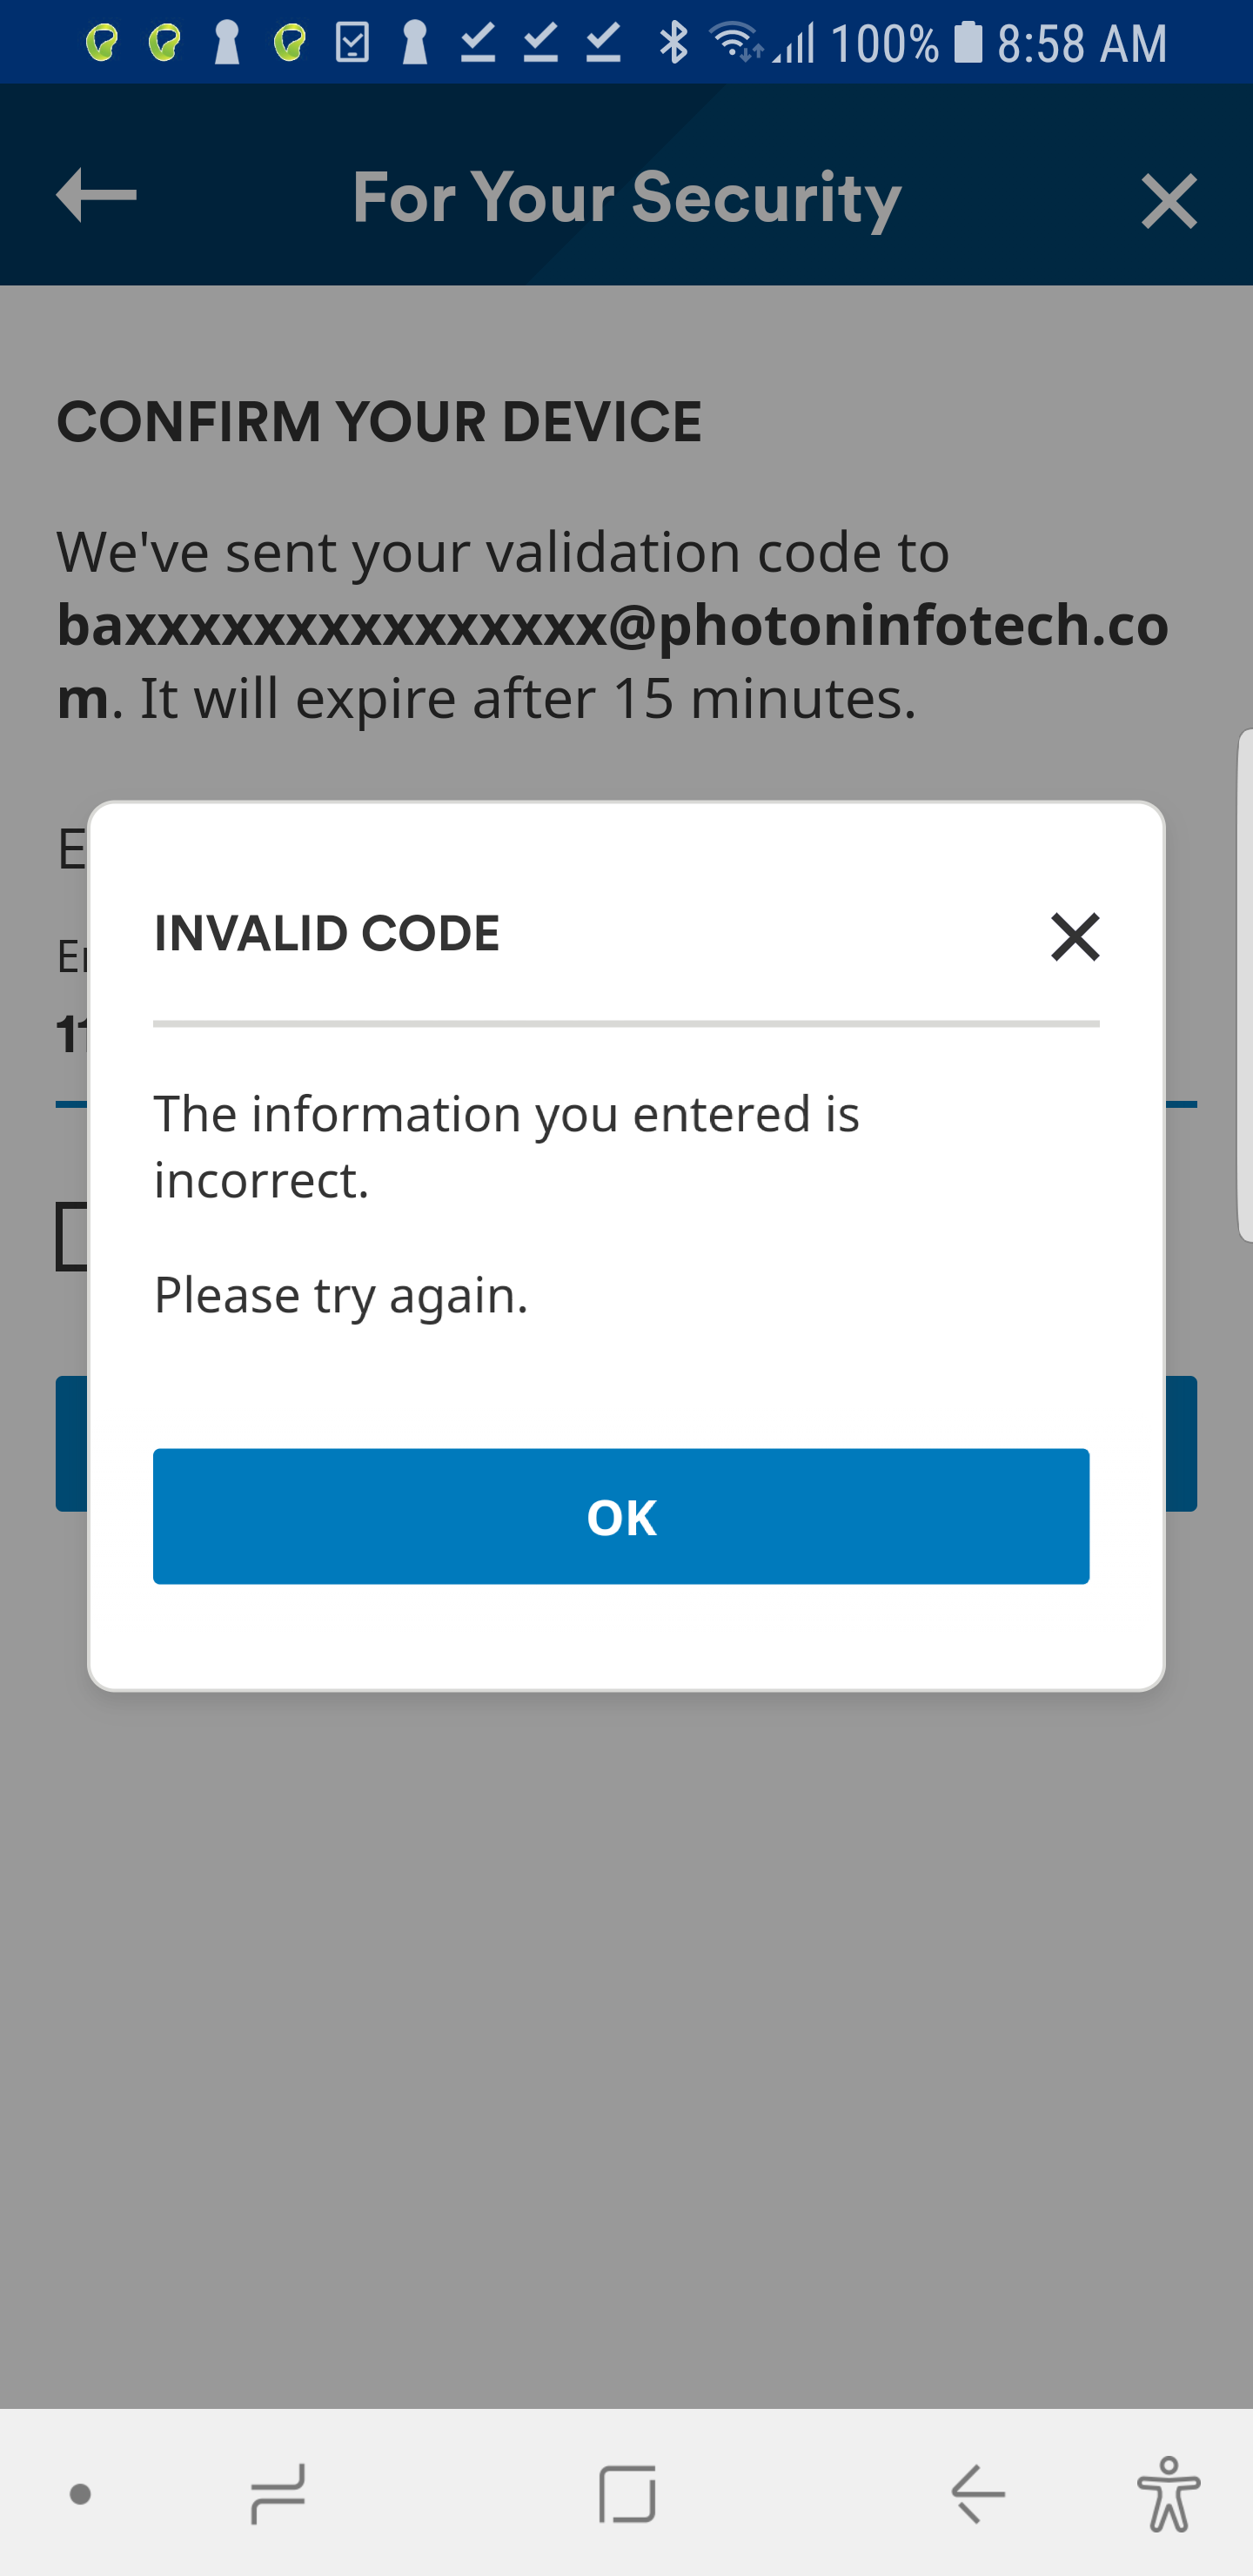 100% 8:58 AM
For Your Security
CONFIRM YOUR DEVICE
We've sent your validation code to
baxxxxxxxxxxxxxxx@photoninfotech.co
m. It will expire after 15 minutes.
INVALID CODE
The information you entered is
incorrect.
Please try again.
OK